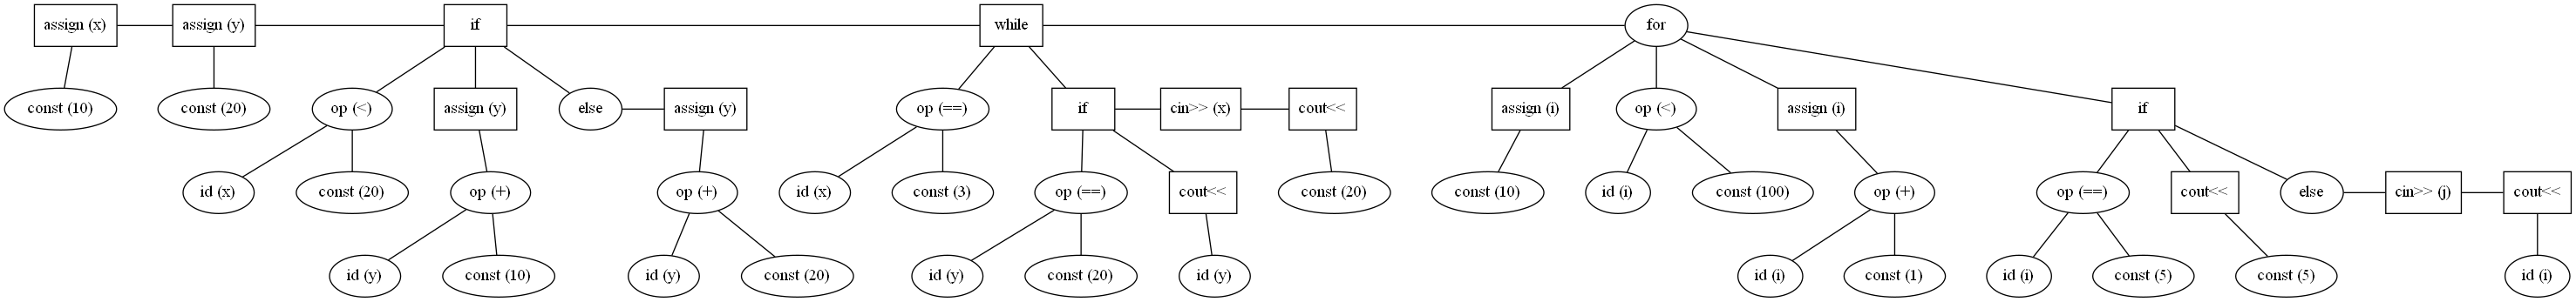 assign (x)
assign (y)
if
while
for
const (10)
const (20)
op (<)
assign (y)
else
assign (y)
op (==)
if
cin>> (x)
cout<<
assign (i)
op (<)
assign (i)
if
id (x)
const (20)
op (+)
op (+)
id (x)
const (3)
op (==)
cout<<
const (20)
const (10)
id (i)
const (100)
op (+)
op (==)
cout<<
else
cin>> (j)
cout<<
id (y)
const (10)
id (y)
const (20)
id (y)
const (20)
id (y)
id (i)
const (1)
id (i)
const (5)
const (5)
id (i)